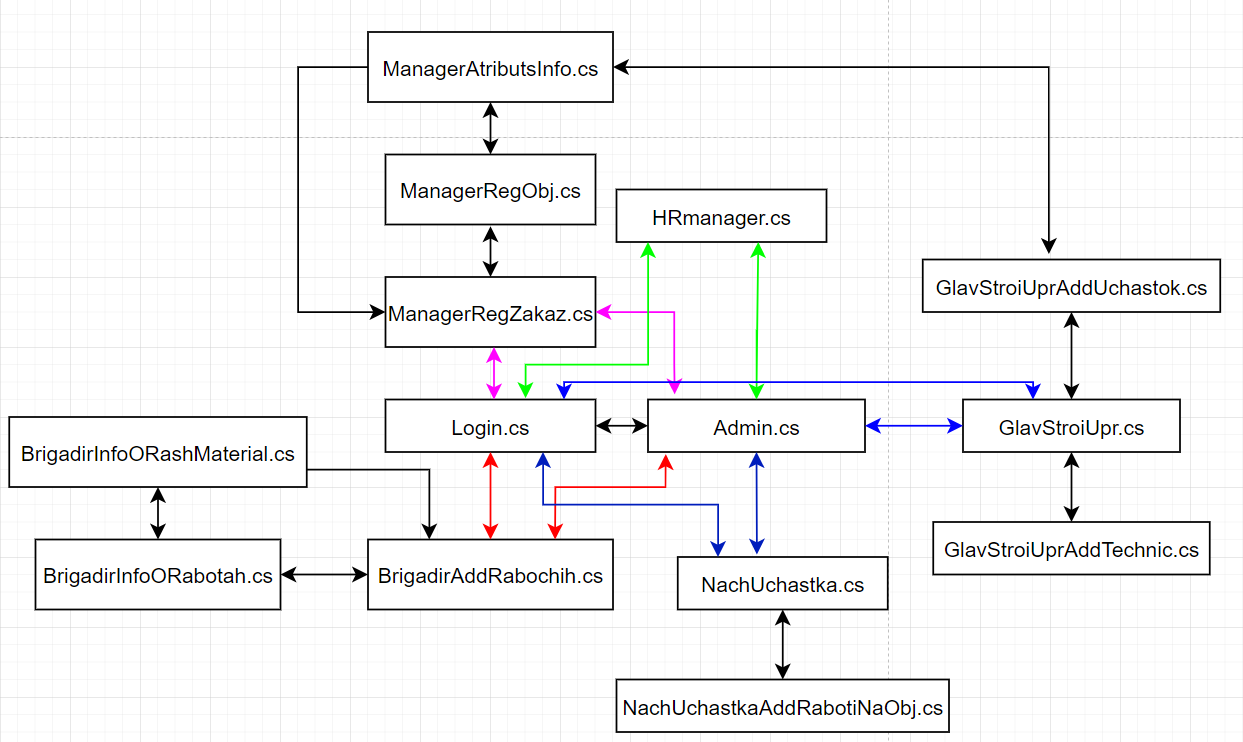 ManagerAtributsInfo.cs
ManagerRegObj.cs
HRmanager.cs
GlavStroiUprAddUchastok.cs
ManagerRegZakaz.cs
Login.cs
Admin.cs
GlavStroiUpr.cs
BrigadirInfoORashMaterial.cs
GlavStroiUprAddTechnic.cs
BrigadirInfoORabotah.cs
BrigadirAddRabochih.cs
NachUchastka.cs
NachUchastkaAddRabotiNaObj.cs